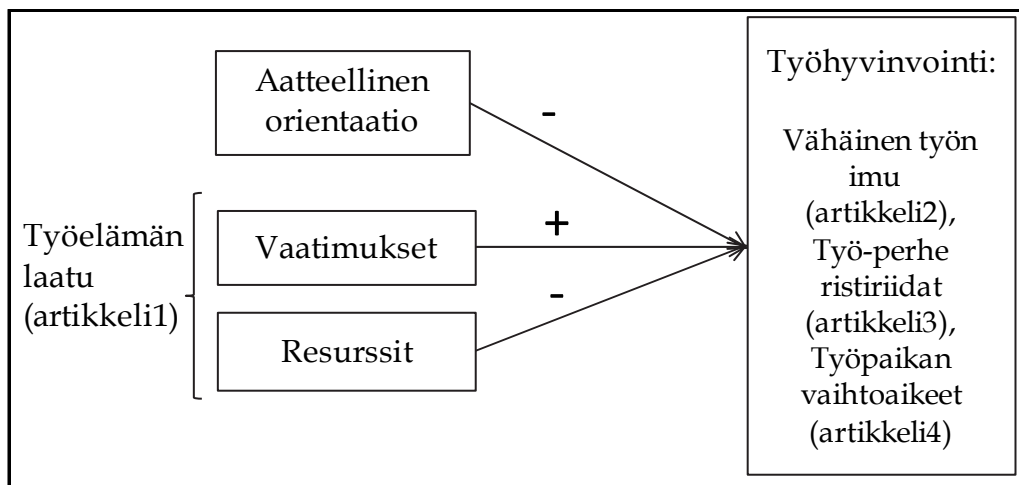 Aatteellinen
orientaatio
-
Työelämän
laatu
(artikkeli1)
Vaatimukset
+
Resurssit
-
Työhyvinvointi:
Vähäinen työn
imu
(artikkeli2),
Työ-perhe
ristiriidat
(artikkeli3),
Työpaikan
vaihtoaikeet
(artikkeli4)